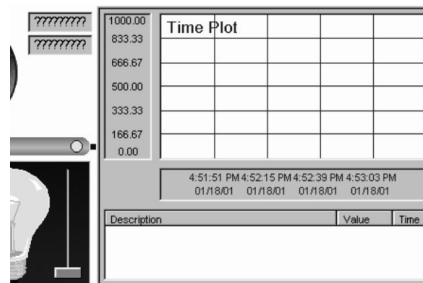 ?????????
?????????
1000.00
833.33
666.67
500.00
333.33
166.67
0.00
Time Plot
4:51:51 PM 4:52:15 PM 4:52:39 PM 4:53:03 PM
01/18/01 01/18/01 01/18/01 01/18/01
Description Value Time